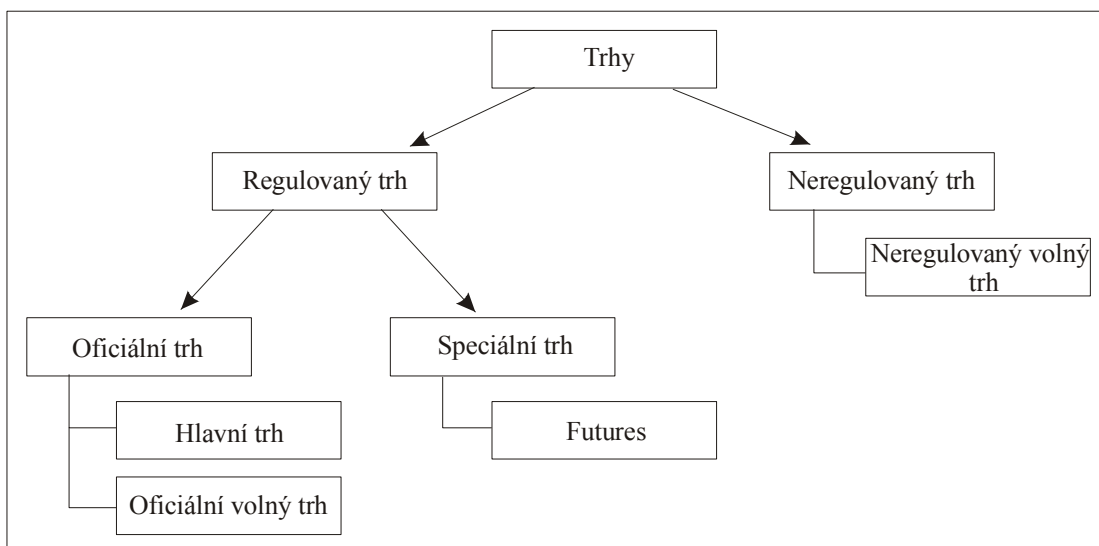 Trhy
Regulovaný trh
Neregulovaný trh
Neregulovaný volný
trh
Oficiální trh
Speciální trh
Hlavní trh
Futures
Oficiální volný trh